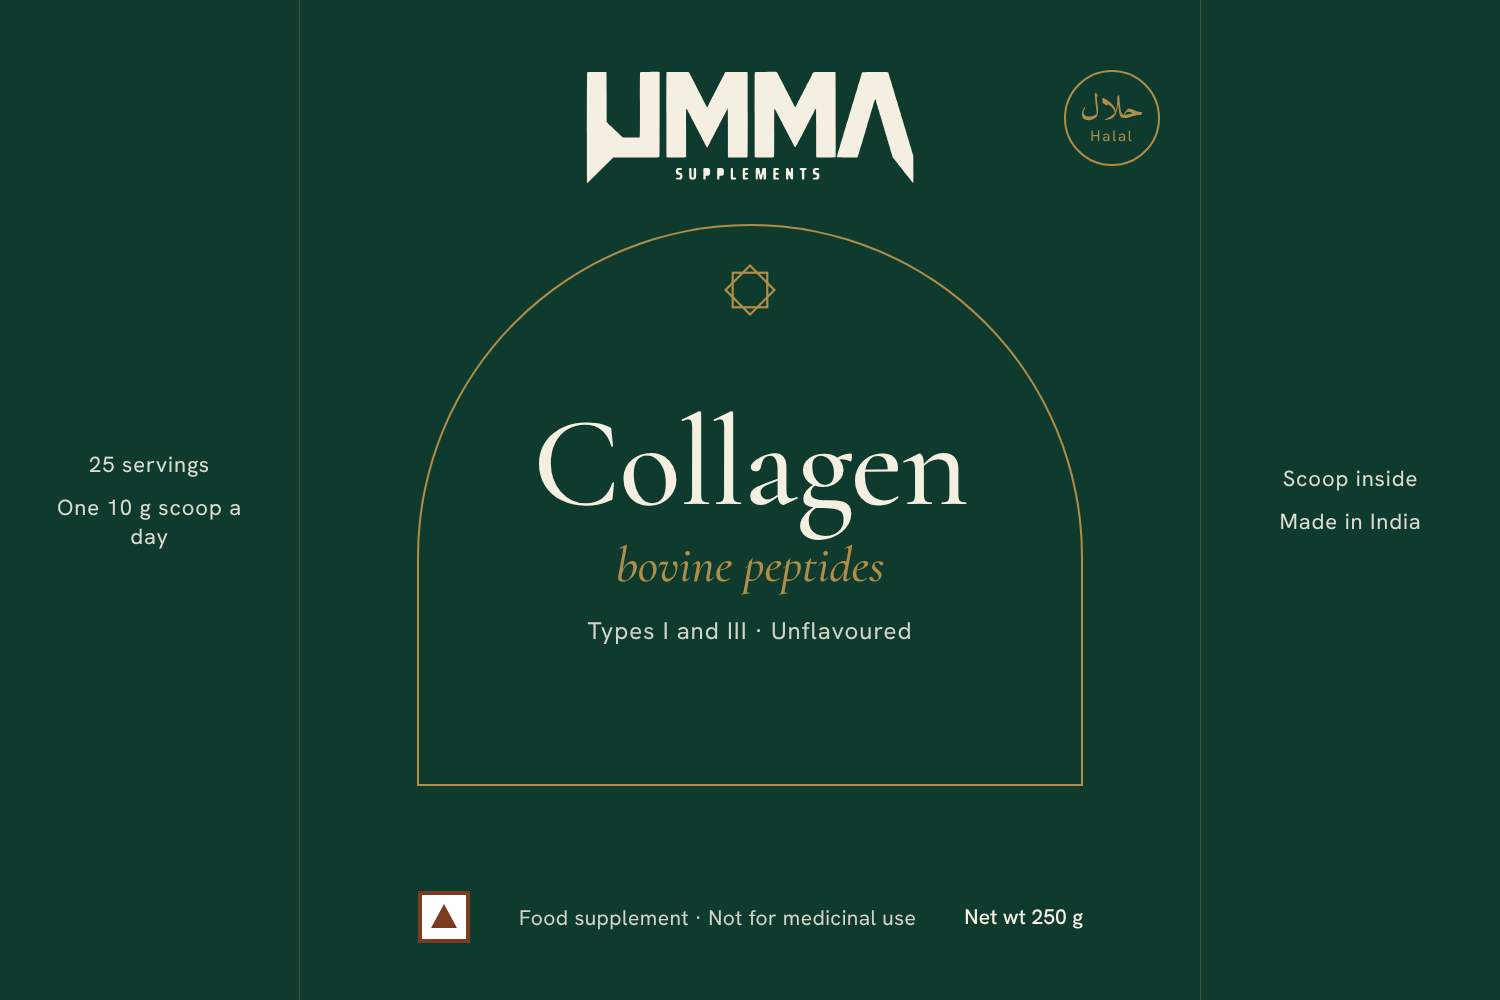 UMMA
SUPPLEMENTS
حلال
Halal
Collagen
bovine peptides
Types I and III · Unflavoured
25 servings
One 10 g scoop a
day
Scoop inside
Made in India
Food supplement · Not for medicinal use
Net wt 250 g